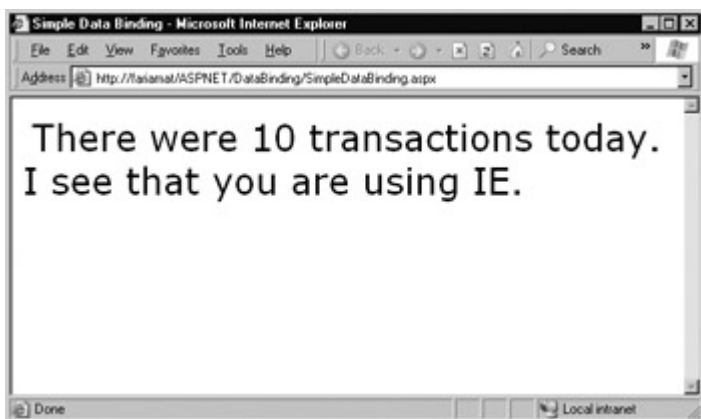 Simple Data Binding - Microsoft Internet Explorer
File Edit View Favorites Tools Help Back Search »
Address http://fariamat/ASPNET/DataBinding/SimpleDataBinding.aspx
There were 10 transactions today.
I see that you are using IE.
Done Local intranet